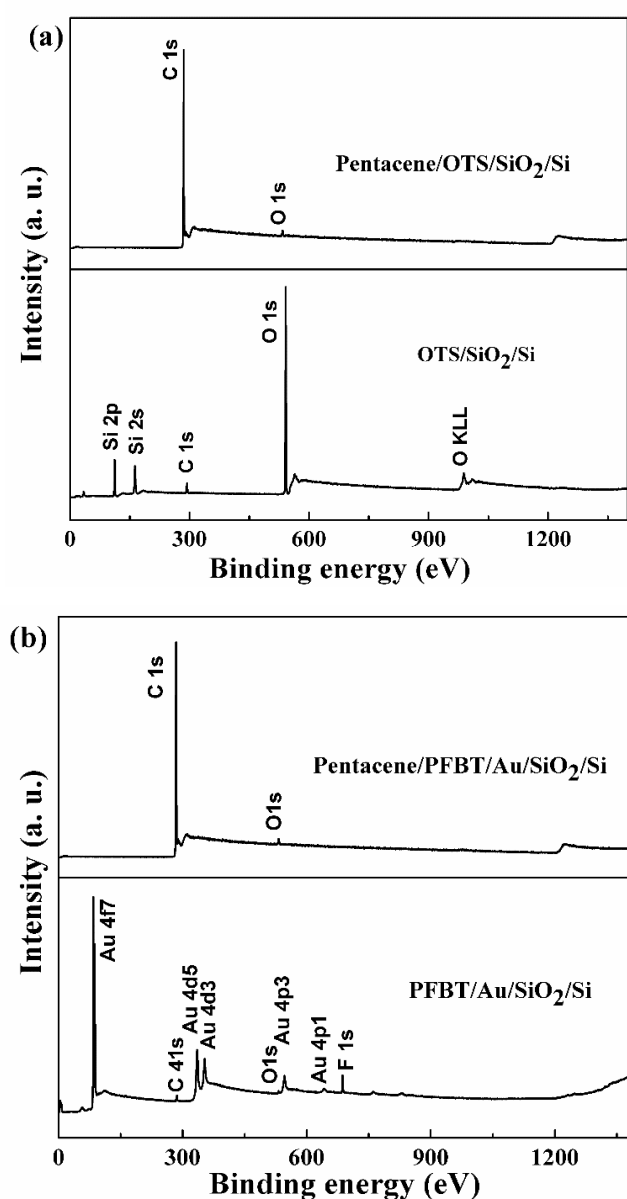 (a)
C 1s
Pentacene/OTS/SiO2/Si
O 1s
O 1s
OTS/SiO2/Si
Si 2p
Si 2s
C 1s
O KLL
Intensity (a. u.)
0 300 600 900 1200
Binding energy (eV)
(b)
C 1s
Pentacene/PFBT/Au/SiO2/Si
O1s
Au 4f7
PFBT/Au/SiO2/Si
C 41s
Au 4d5
Au 4d3
O1s
Au 4p3
Au 4p1
F 1s
Intensity (a. u.)
0 300 600 900 1200
Binding energy (eV)